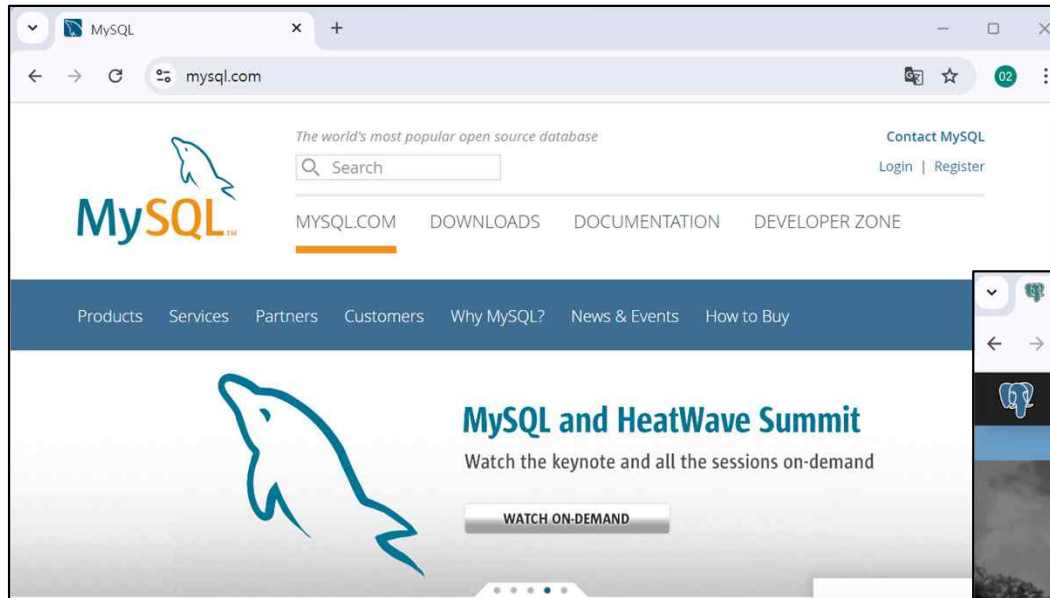 MySQL
mysql.com
02
The world's most popular open source database
Contact MySQL
Search
Login | Register
MySQL™
MYSQL.COM DOWNLOADS DOCUMENTATION DEVELOPER ZONE
Products Services Partners Customers Why MySQL? News & Events How to Buy
MySQL and HeatWave Summit
Watch the keynote and all the sessions on-demand
WATCH ON-DEMAND